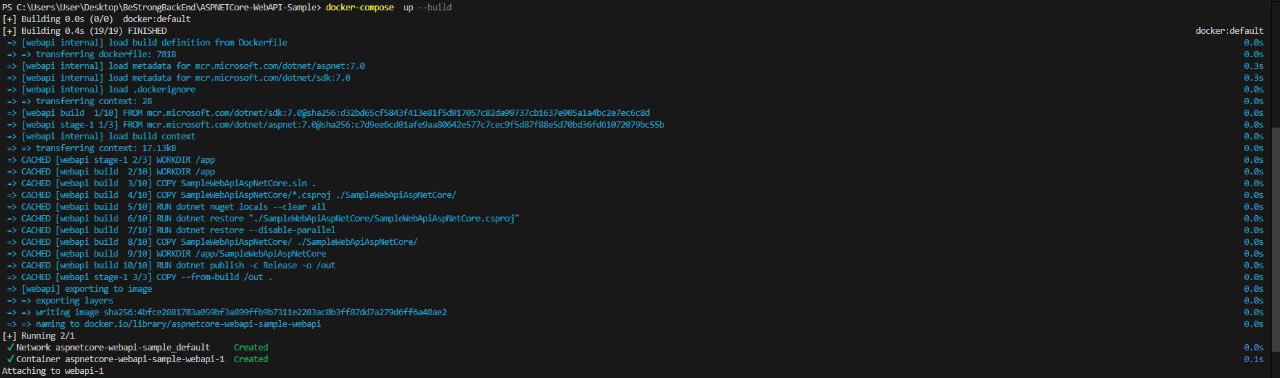 PS C:\Users\User\Desktop\BeStrongBackEnd\ASPNETCore-WebAPI-Sample> docker-compose up --build
[+] Building 0.0s (0/0) docker:default
[+] Building 0.4s (19/19) FINISHED docker:default
=> [webapi internal] load build definition from Dockerfile 0.0s
=> => transferring dockerfile: 781B 0.0s
=> [webapi internal] load metadata for mcr.microsoft.com/dotnet/aspnet:7.0 0.3s
=> [webapi internal] load metadata for mcr.microsoft.com/dotnet/sdk:7.0 0.3s
=> [webapi internal] load .dockerignore 0.0s
=> => transferring context: 2B 0.0s
=> [webapi build 1/10] FROM mcr.microsoft.com/dotnet/sdk:7.0@sha256:d32bd65cf5843f413e81f5d917057c82da99737cb1637e905a1a4bc2e7ec6c8d 0.0s
=> [webapi stage-1 1/3] FROM mcr.microsoft.com/dotnet/aspnet:7.0@sha256:c7d9ee6cd01afe9aa80642e577c7cec9f5d87f88e5d70bd36fd61072079bc55b 0.0s
=> [webapi internal] load build context 0.0s
=> => transferring context: 17.13kB 0.0s
=> CACHED [webapi stage-1 2/3] WORKDIR /app 0.0s
=> CACHED [webapi build 2/10] WORKDIR /app 0.0s
=> CACHED [webapi build 3/10] COPY SampleWebApiAspNetCore.sln . 0.0s
=> CACHED [webapi build 4/10] COPY SampleWebApiAspNetCore/*.csproj ./SampleWebApiAspNetCore/ 0.0s
=> CACHED [webapi build 5/10] RUN dotnet nuget locals --clear all 0.0s
=> CACHED [webapi build 6/10] RUN dotnet restore "./SampleWebApiAspNetCore/SampleWebApiAspNetCore.csproj" 0.0s
=> CACHED [webapi build 7/10] RUN dotnet restore --disable-parallel 0.0s
=> CACHED [webapi build 8/10] COPY SampleWebApiAspNetCore/ ./SampleWebApiAspNetCore/ 0.0s
=> CACHED [webapi build 9/10] WORKDIR /app/SampleWebApiAspNetCore 0.0s
=> CACHED [webapi build 10/10] RUN dotnet publish -c Release -o /out 0.0s
=> CACHED [webapi stage-1 3/3] COPY --from=build /out . 0.0s
=> [webapi] exporting to image 0.0s
=> => exporting layers 0.0s
=> => writing image sha256:4bfce2881783a059bf3a899ffb9b7311e2283ac0b3ff87dd7a279d6ff6a48ae2 0.0s
=> => naming to docker.io/library/aspnetcore-webapi-sample-webapi 0.0s
[+] Running 2/1
✓ Network aspnetcore-webapi-sample_default Created 0.0s
✓ Container aspnetcore-webapi-sample-webapi-1 Created 0.1s
Attaching to webapi-1